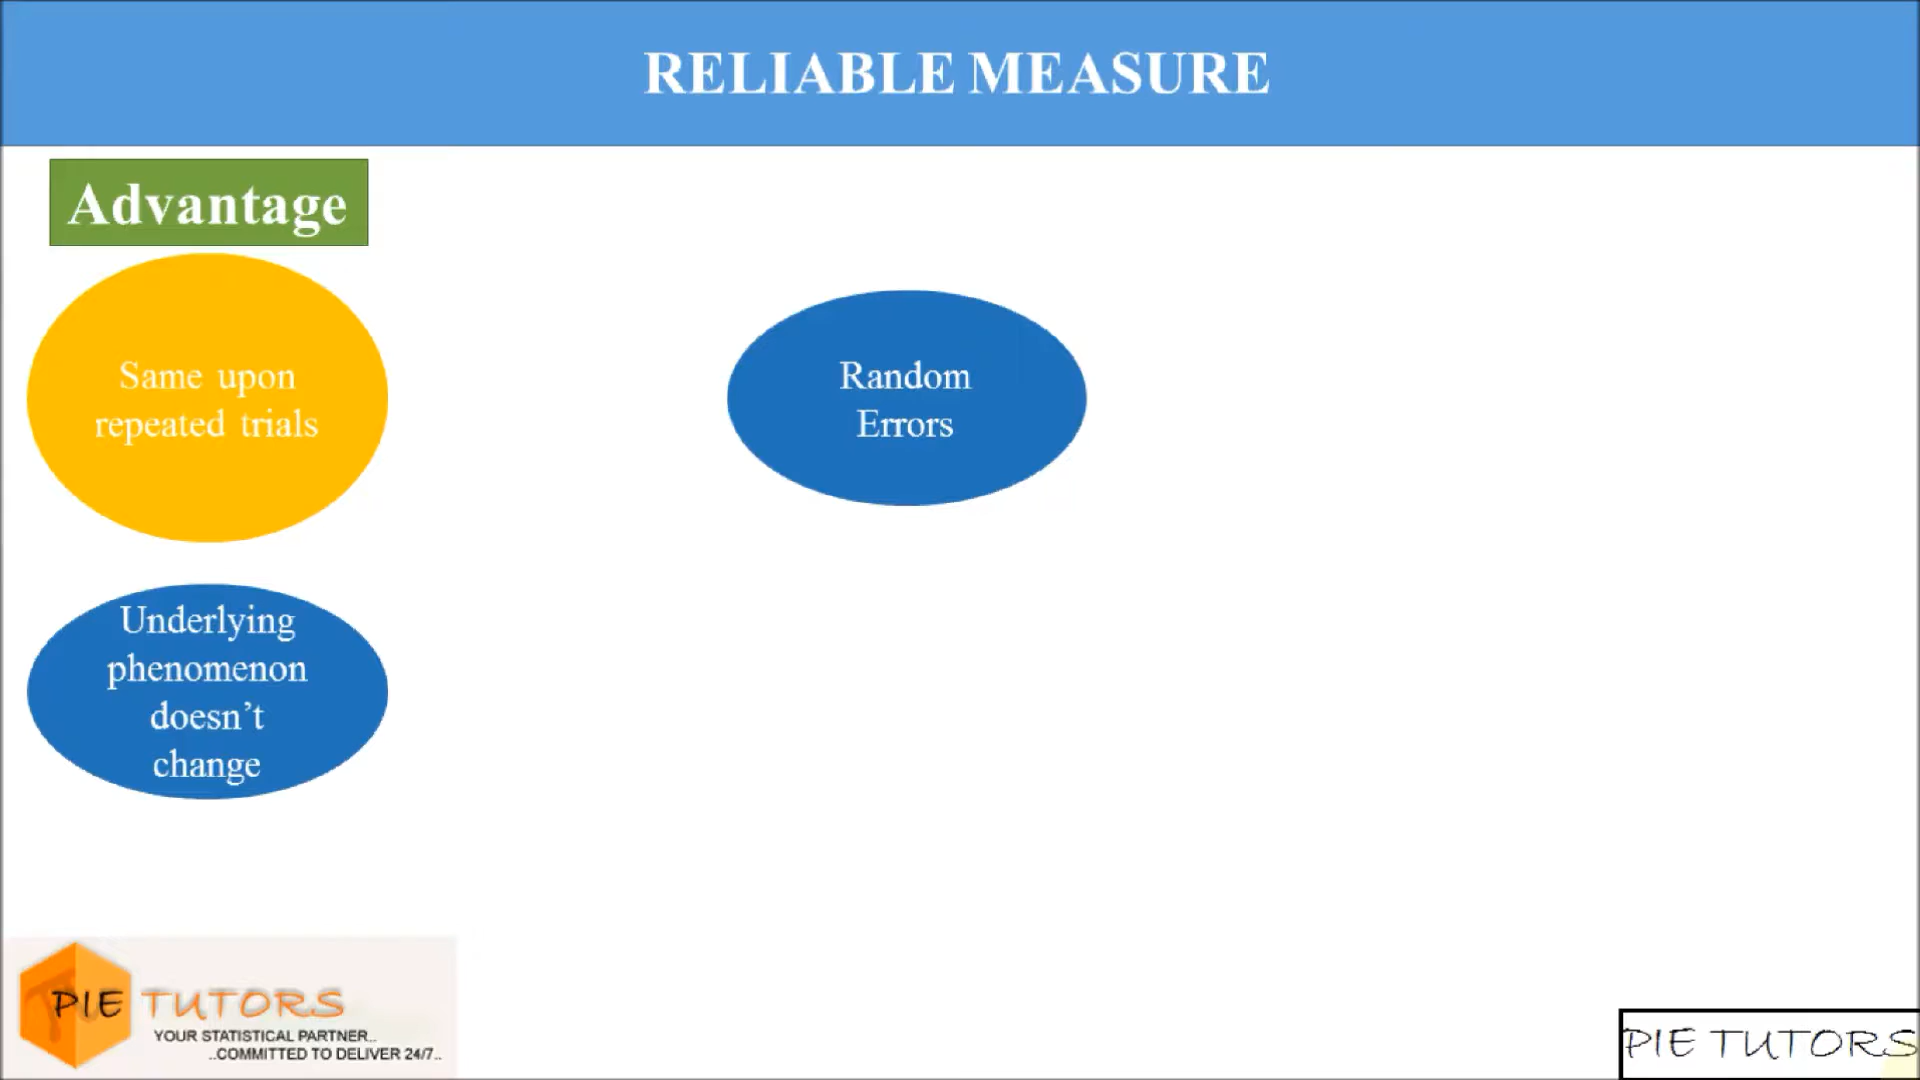 RELIABLE MEASURE
Advantage
Same upon
repeated trials
Random
Errors
Underlying
phenomenon
doesn’t
change
PIE TUTORS
YOUR STATISTICAL PARTNER..
..COMMITTED TO DELIVER 24/7..
PIE TUTORS